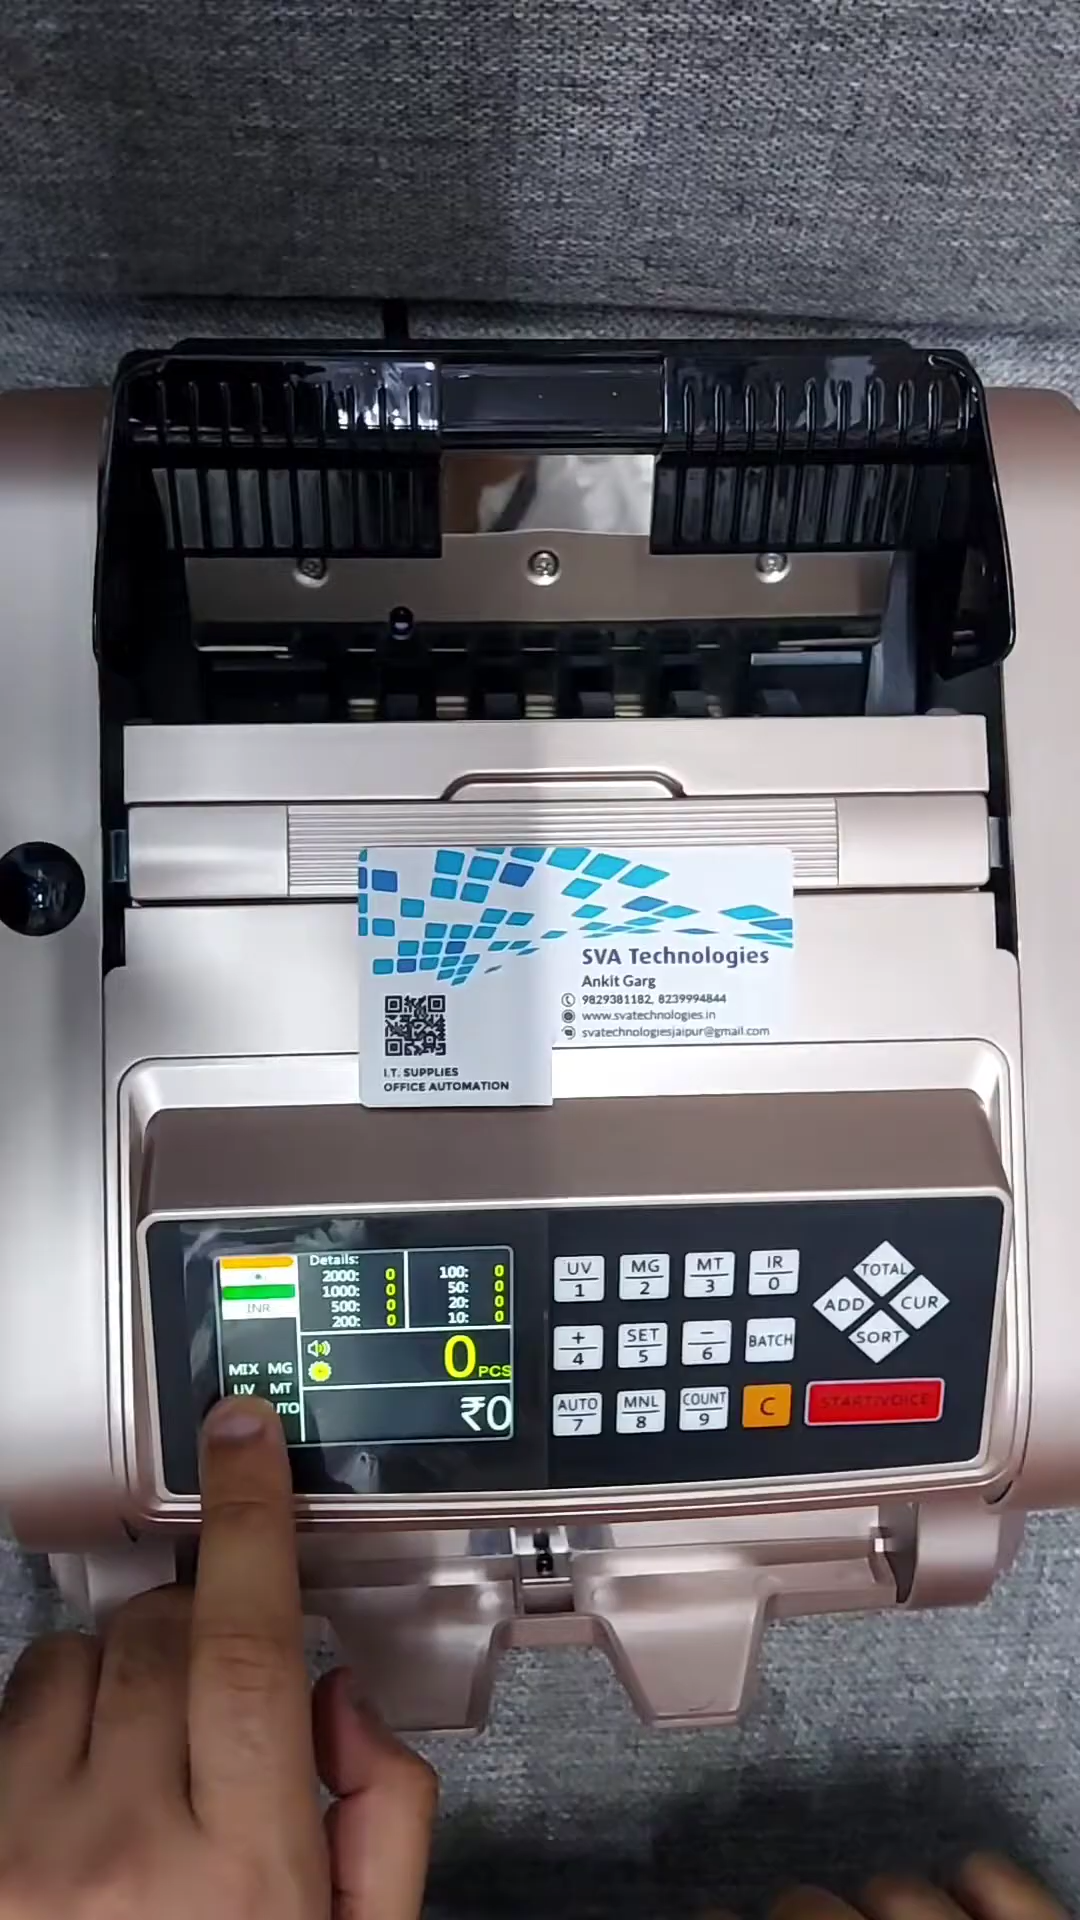 SVA Technologies
Ankit Garg
9829381182, 8239994844
www.svatechnologies.in
svatechnologiesjaipur@gmail.com
I.T. SUPPLIES
OFFICE AUTOMATION
INR
MIX MG
UV MT
UTO
Details:
2000: 0
1000: 0
500: 0
200: 0
100: 0
50: 0
20: 0
10: 0
0 PCS
₹0
UV 1
MG 2
MT 3
IR 0
+ 4
SET 5
− 6
BATCH
AUTO 7
MNL 8
COUNT 9
C
TOTAL
ADD
CUR
SORT
START/VOICE